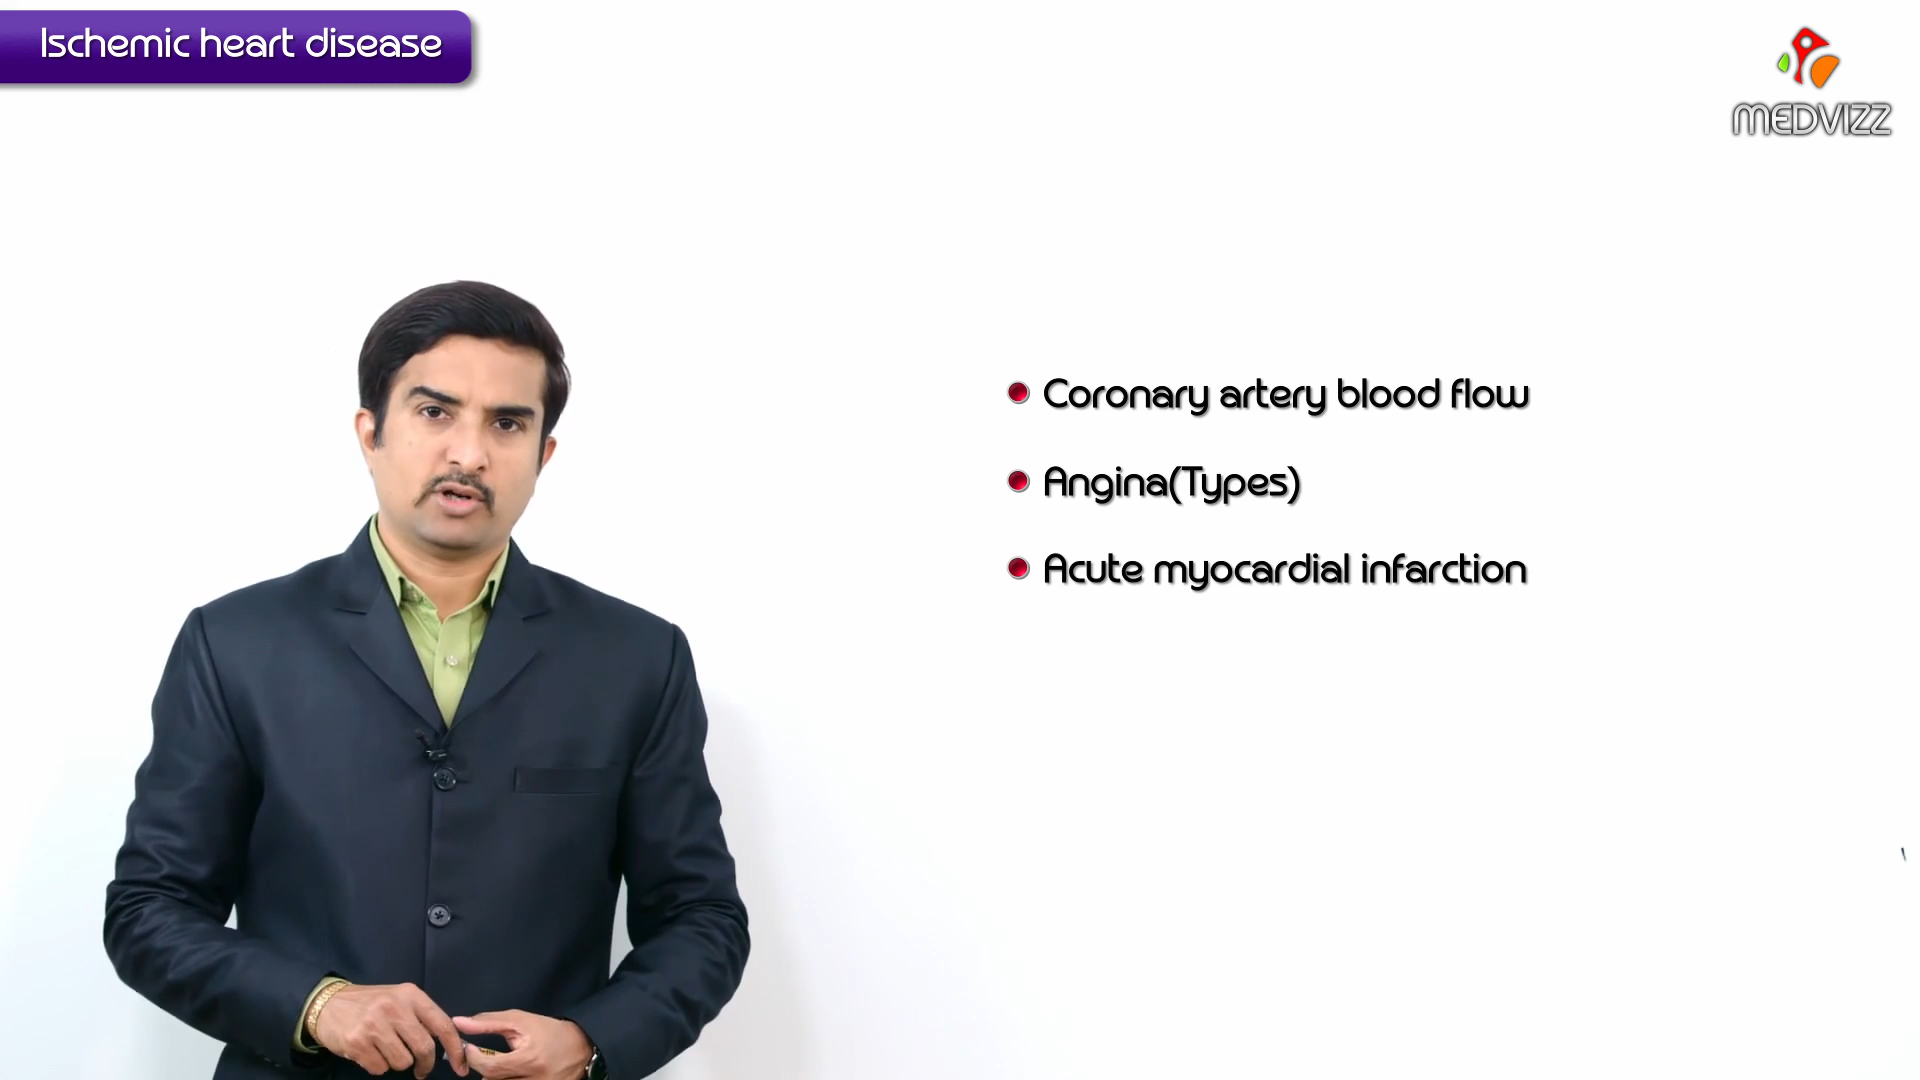 Ischemic heart disease
MEDVIZZ
Coronary artery blood flow
Angina(Types)
Acute myocardial infarction